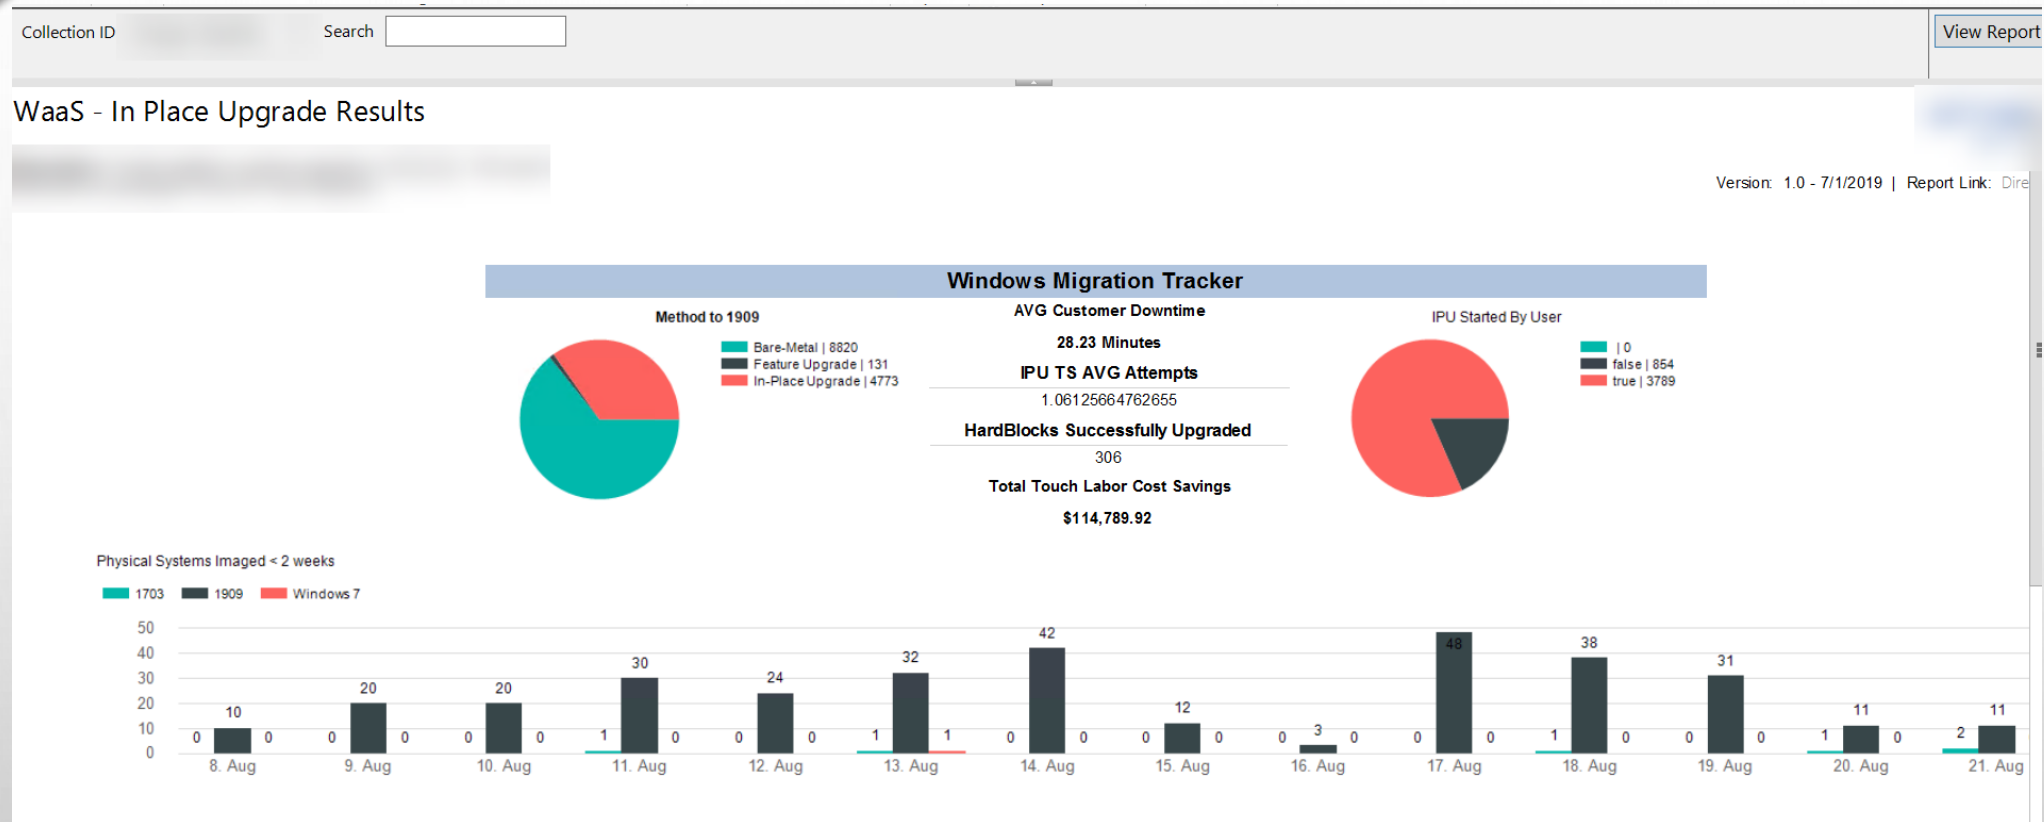 Collection ID
Search
View Report
WaaS - In Place Upgrade Results
Version: 1.0 - 7/1/2019 | Report Link: Dire
Windows Migration Tracker
Method to 1909
Bare-Metal | 8820
Feature Upgrade | 131
In-Place Upgrade | 4773
AVG Customer Downtime
28.23 Minutes
IPU TS AVG Attempts
1.06125664762655
HardBlocks Successfully Upgraded
306
Total Touch Labor Cost Savings
$114,789.92
IPU Started By User
| 0
false | 854
true | 3789
Physical Systems Imaged < 2 weeks
1703 1909 Windows 7
50
40
30
20
10
0
0 10 0
0 20 0
0 20 0
1 30 0
0 24 0
1 32 1
0 42 0
0 12 0
0 3 0
0 48 0
1 38 0
0 31 0
1 11 0
2 11
8. Aug 9. Aug 10. Aug 11. Aug 12. Aug 13. Aug 14. Aug 15. Aug 16. Aug 17. Aug 18. Aug 19. Aug 20. Aug 21. Aug